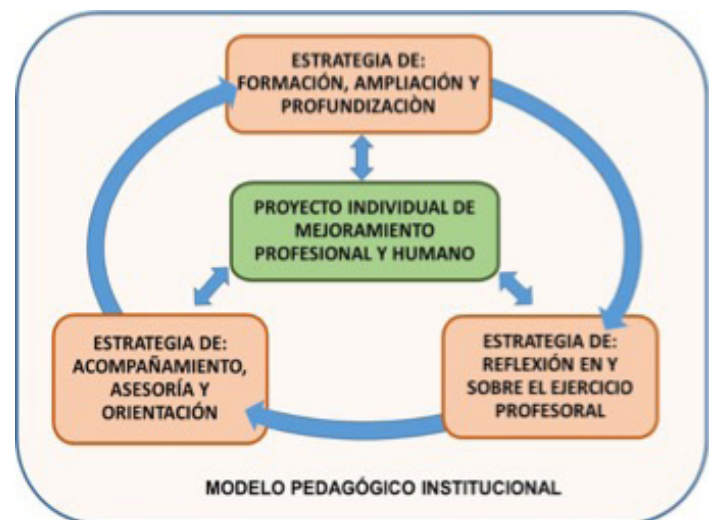 ESTRATEGIA DE:
FORMACIÓN, AMPLIACIÓN Y
PROFUNDIZACIÒN
PROYECTO INDIVIDUAL DE
MEJORAMIENTO
PROFESIONAL Y HUMANO
ESTRATEGIA DE:
ACOMPAÑAMIENTO,
ASESORÍA Y
ORIENTACIÓN
ESTRATEGIA DE:
REFLEXIÓN EN Y
SOBRE EL EJERCICIO
PROFESORAL
MODELO PEDAGÓGICO INSTITUCIONAL